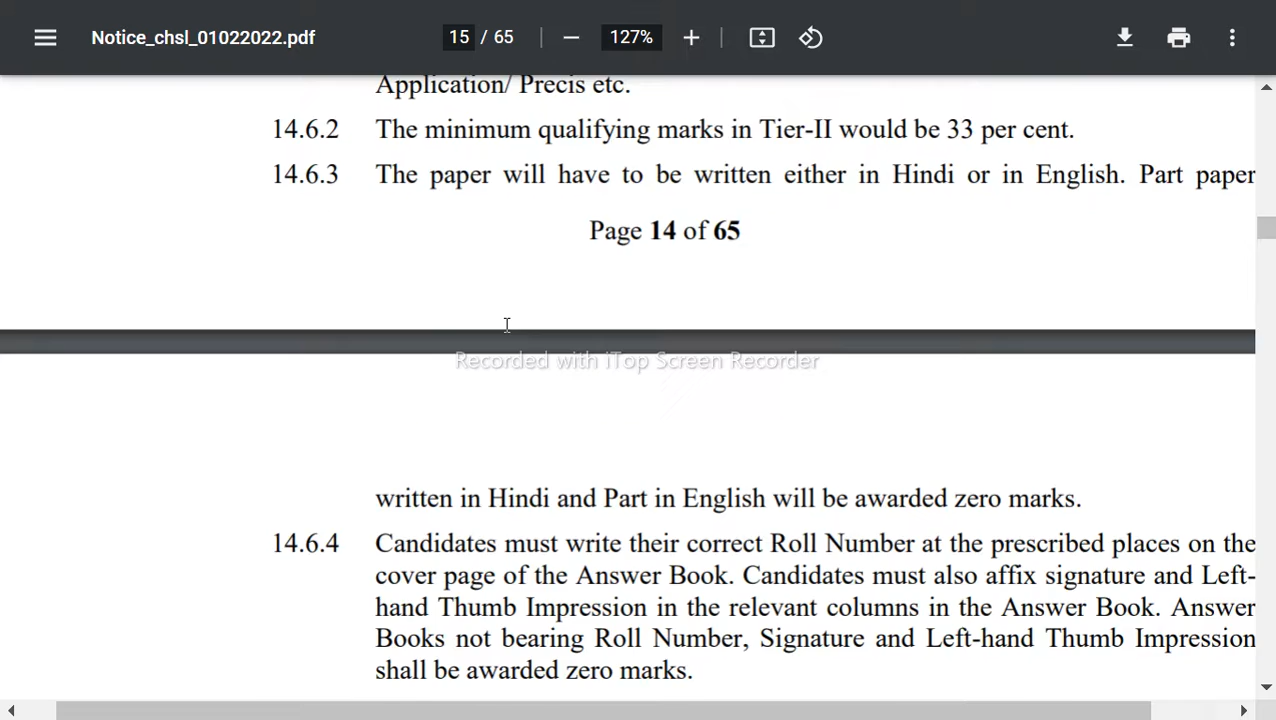 Notice_chsl_01022022.pdf
15 / 65
127%
Application/ Precis etc.
14.6.2 The minimum qualifying marks in Tier-II would be 33 per cent.
14.6.3 The paper will have to be written either in Hindi or in English. Part paper
Page 14 of 65
Recorded with iTop Screen Recorder
written in Hindi and Part in English will be awarded zero marks.
14.6.4 Candidates must write their correct Roll Number at the prescribed places on the
cover page of the Answer Book. Candidates must also affix signature and Left-
hand Thumb Impression in the relevant columns in the Answer Book. Answer
Books not bearing Roll Number, Signature and Left-hand Thumb Impression
shall be awarded zero marks.